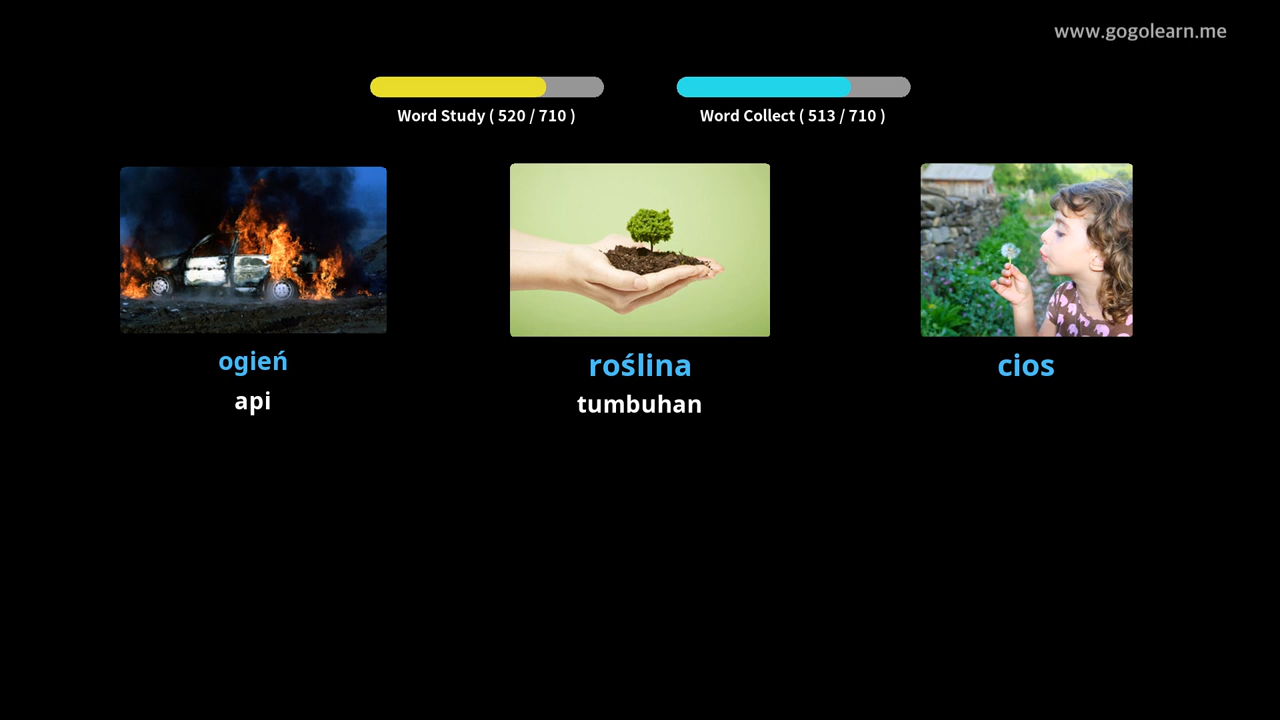 www.gogolearn.me
Word Study ( 520 / 710 )
Word Collect ( 513 / 710 )
ogień
api
roślina
tumbuhan
cios